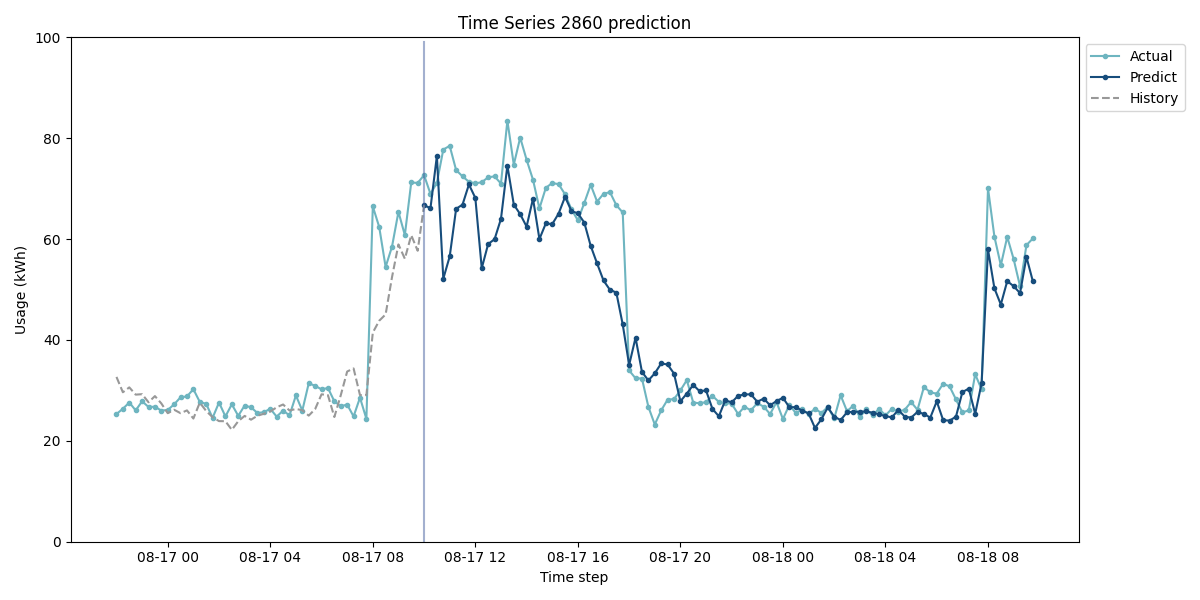 Time Series 2860 prediction
Actual
Predict
History
Usage (kWh)
100
80
60
40
20
0
08-17 00
08-17 04
08-17 08
08-17 12
08-17 16
08-17 20
08-18 00
08-18 04
08-18 08
Time step